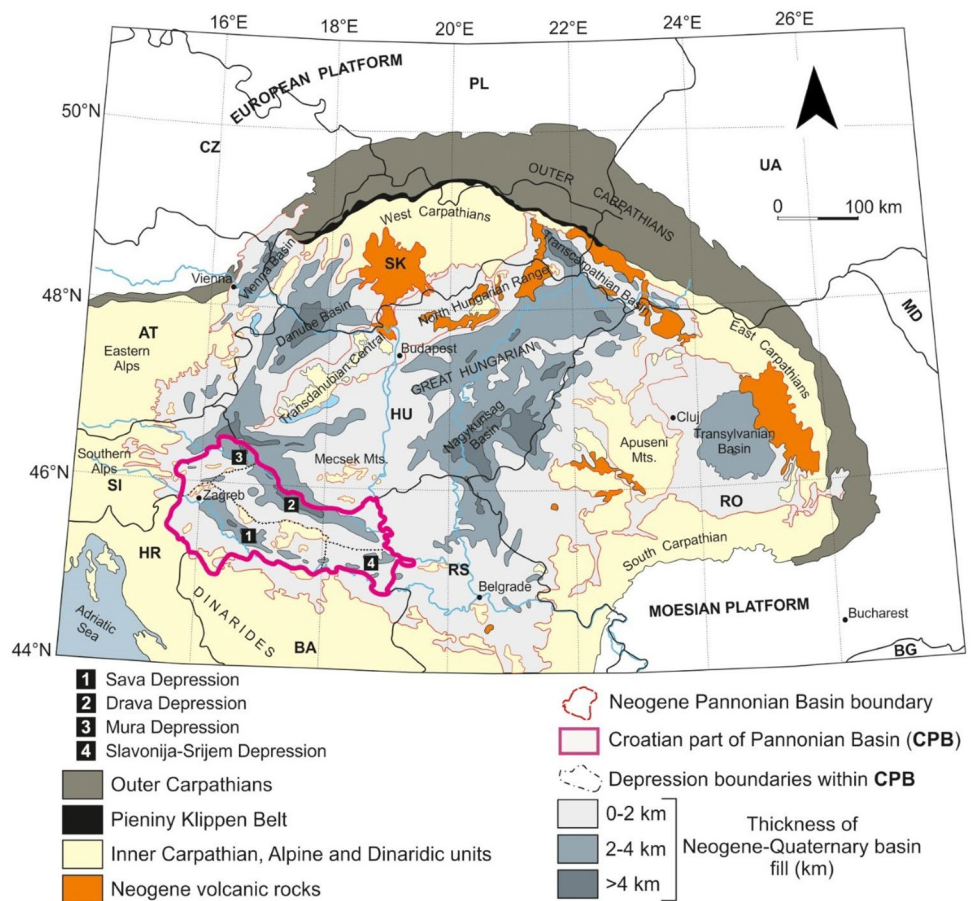 16°E 18°E 20°E 22°E 24°E 26°E
EUROPEAN PLATFORM
PL
50°N
CZ
UA
OUTER CARPATHIANS
0 100 km
West Carpathians
SK
Vienna
Vienna Basin
Transcarpathian Basin
MD
48°N
Danube Basin
North Hungarian Range
AT
Eastern
Alps
Budapest
East Carpathians
Transdanubian Central
GREAT HUNGARIAN
HU
Cluj
Nagykunsag
Basin
Transylvanian
Basin
Apuseni
Mts.
Southern
Alps
46°N
3
Mecsek Mts.
SI
Zagreb
2
RO
1
HR
4
RS
South Carpathian
Belgrade
Adriatic
Sea
DINARIDES
MOESIAN PLATFORM
Bucharest
BA
44°N
BG
1 Sava Depression
2 Drava Depression
3 Mura Depression
4 Slavonija-Srijem Depression
Outer Carpathians
Pieniny Klippen Belt
Inner Carpathian, Alpine and Dinaridic units
Neogene volcanic rocks
Neogene Pannonian Basin boundary
Croatian part of Pannonian Basin (CPB)
Depression boundaries within CPB
0-2 km
2-4 km
>4 km
Thickness of
Neogene-Quaternary basin
fill (km)